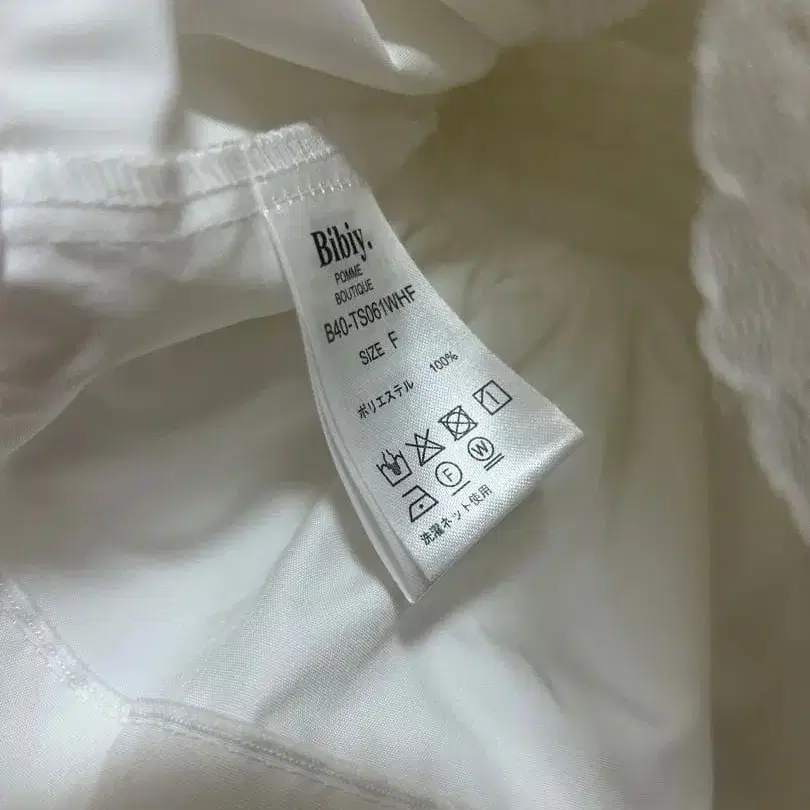 Bibiy.
POMME
BOUTIQUE
B40-TS061WHF
SIZE F
ポリエステル 100%
F W
洗濯ネット使用